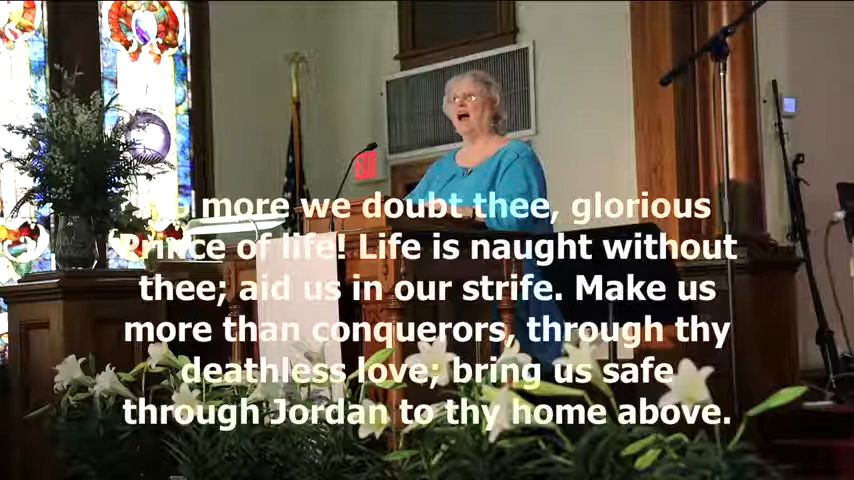 No more we doubt thee, glorious
Prince of life! Life is naught without
thee; aid us in our strife. Make us
more than conquerors, through thy
deathless love; bring us safe
through Jordan to thy home above.
EXIT